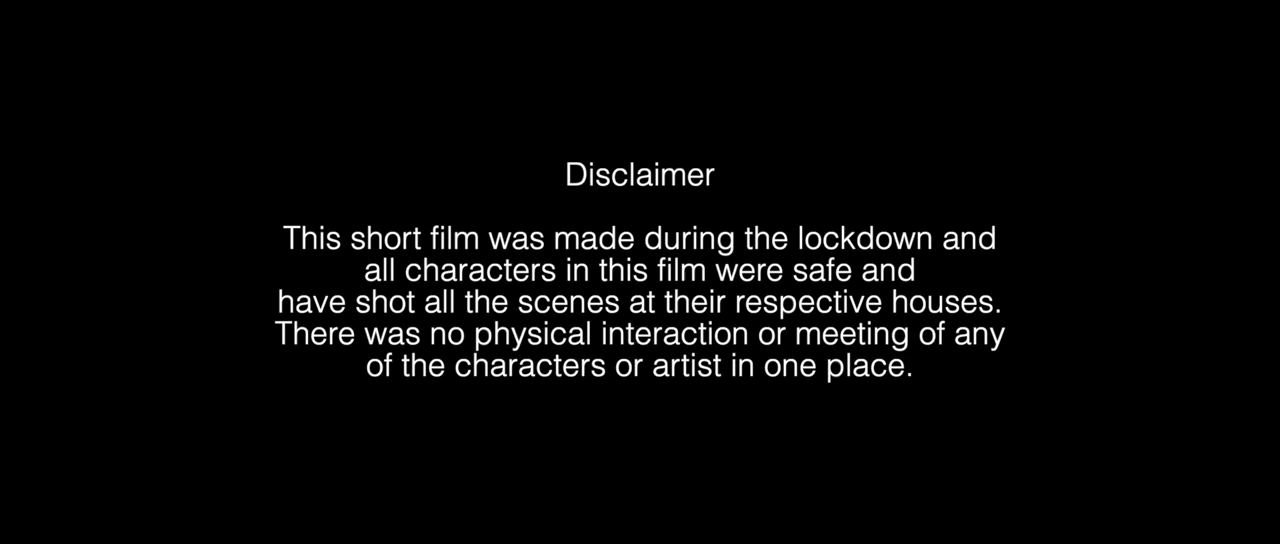 Disclaimer
This short film was made during the lockdown and
all characters in this film were safe and
have shot all the scenes at their respective houses.
There was no physical interaction or meeting of any
of the characters or artist in one place.